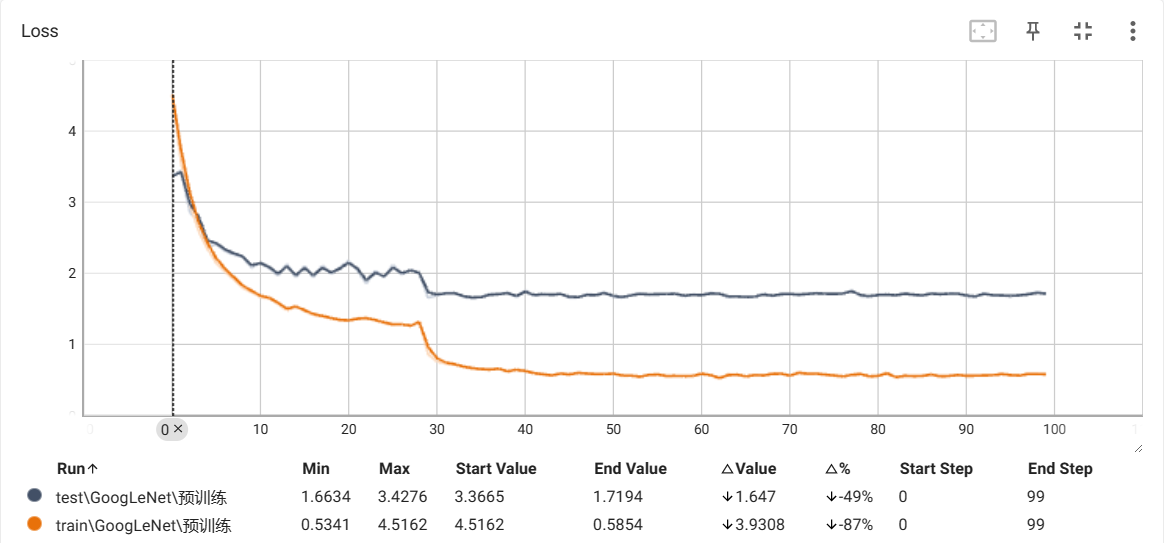 Loss
4
3
2
1
0 0 × 10 20 30 40 50 60 70 80 90 100
Run↑ Min Max Start Value End Value △Value △% Start Step End Step
test\GoogLeNet\预训练 1.6634 3.4276 3.3665 1.7194 ↓1.647 ↓-49% 0 99
train\GoogLeNet\预训练 0.5341 4.5162 4.5162 0.5854 ↓3.9308 ↓-87% 0 99